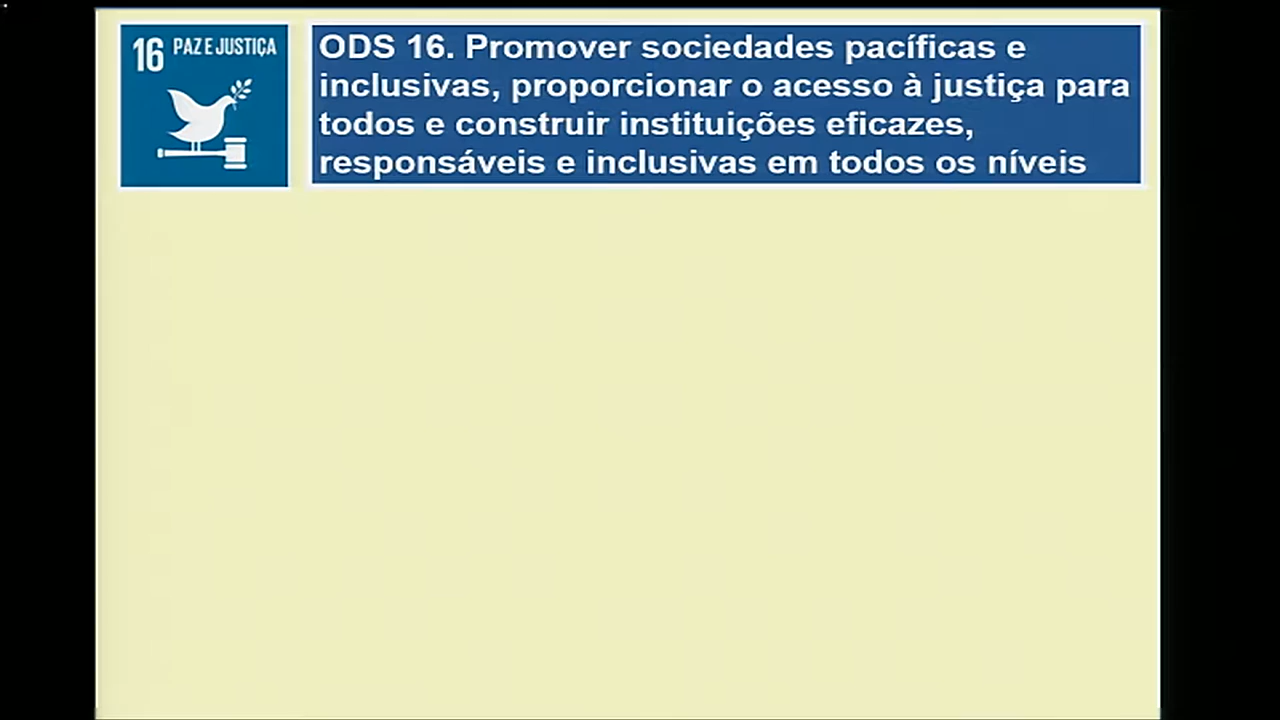 16 PAZ E JUSTIÇA
ODS 16. Promover sociedades pacíficas e
inclusivas, proporcionar o acesso à justiça para
todos e construir instituições eficazes,
responsáveis e inclusivas em todos os níveis